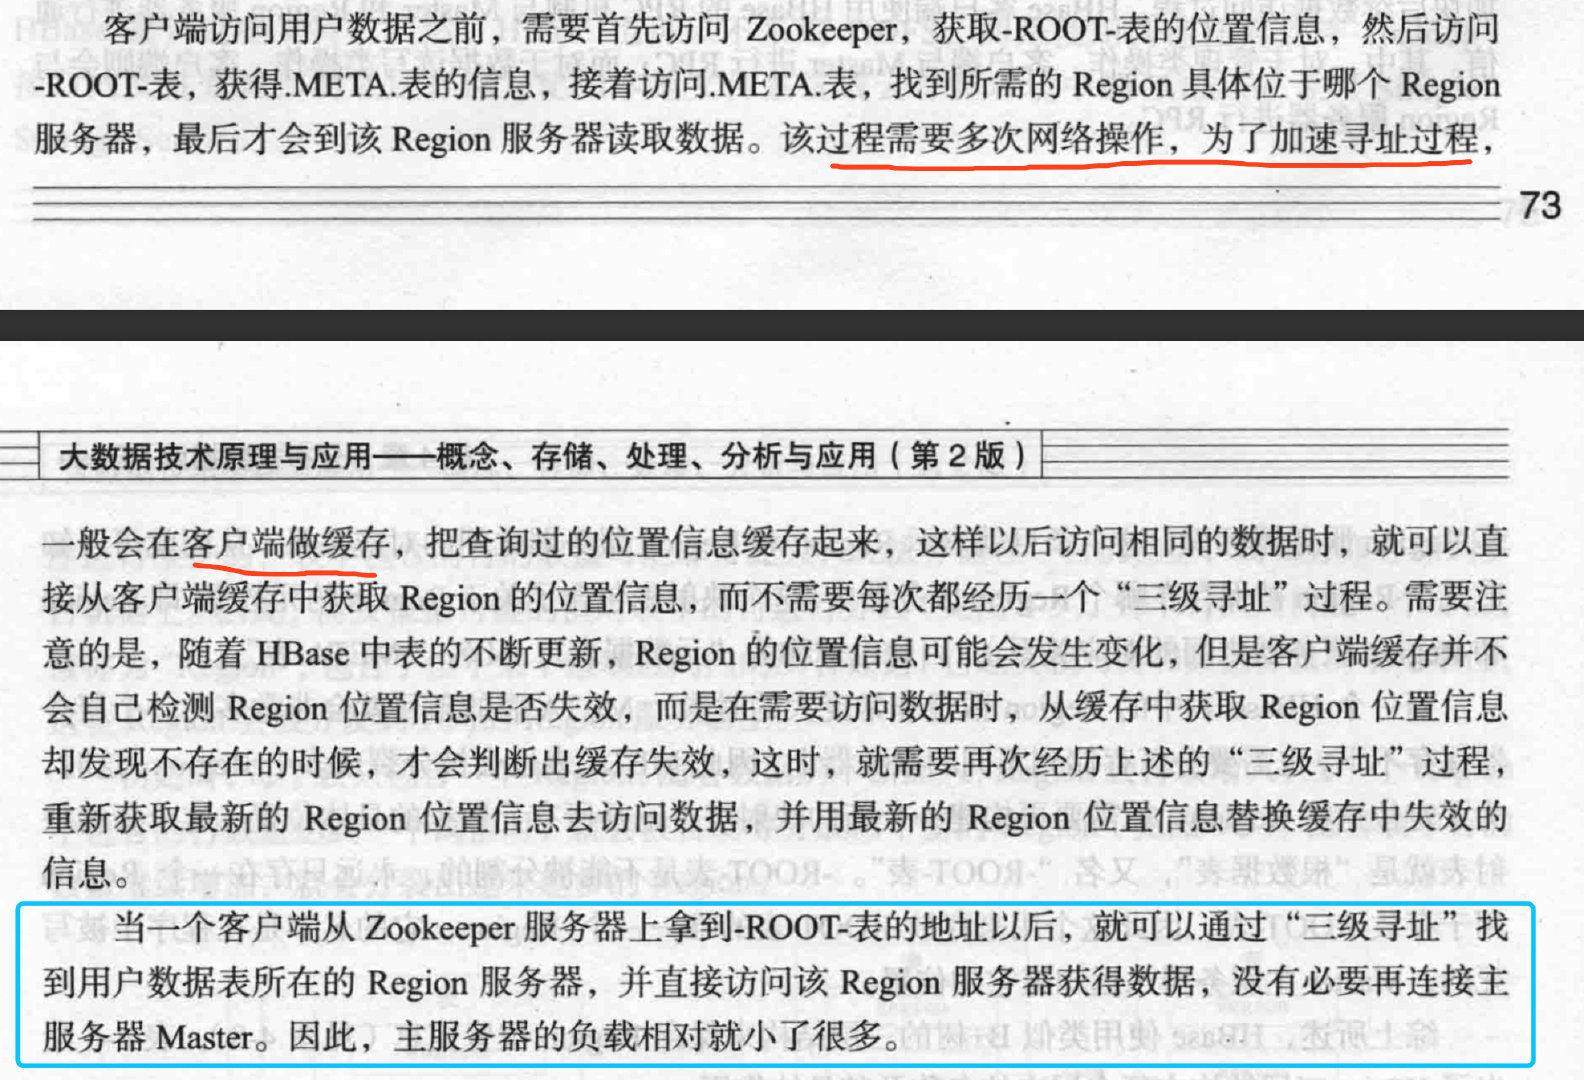 客户端访问用户数据之前，需要首先访问 Zookeeper，获取-ROOT-表的位置信息，然后访问
-ROOT-表，获得.META.表的信息，接着访问.META.表，找到所需的 Region 具体位于哪个 Region
服务器，最后才会到该 Region 服务器读取数据。该过程需要多次网络操作，为了加速寻址过程，
73
大数据技术原理与应用——概念、存储、处理、分析与应用（第 2 版）
一般会在客户端做缓存，把查询过的位置信息缓存起来，这样以后访问相同的数据时，就可以直
接从客户端缓存中获取 Region 的位置信息，而不需要每次都经历一个“三级寻址”过程。需要注
意的是，随着 HBase 中表的不断更新，Region 的位置信息可能会发生变化，但是客户端缓存并不
会自己检测 Region 位置信息是否失效，而是在需要访问数据时，从缓存中获取 Region 位置信息
却发现不存在的时候，才会判断出缓存失效，这时，就需要再次经历上述的“三级寻址”过程，
重新获取最新的 Region 位置信息去访问数据，并用最新的 Region 位置信息替换缓存中失效的
信息。
当一个客户端从 Zookeeper 服务器上拿到-ROOT-表的地址以后，就可以通过“三级寻址”找
到用户数据表所在的 Region 服务器，并直接访问该 Region 服务器获得数据，没有必要再连接主
服务器 Master。因此，主服务器的负载相对就小了很多。